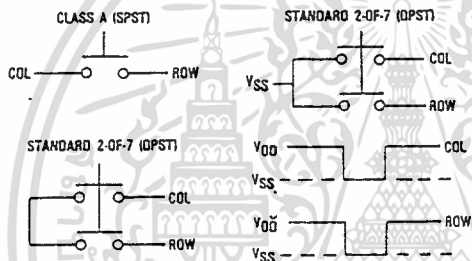 CLASS A (SPST)
COL
ROW
STANDARD 2-OF-7 (DPST)
COL
ROW
STANDARD 2-OF-7 (DPST)
VSS
COL
ROW
VDD
COL
VSS
VDD
ROW
VSS